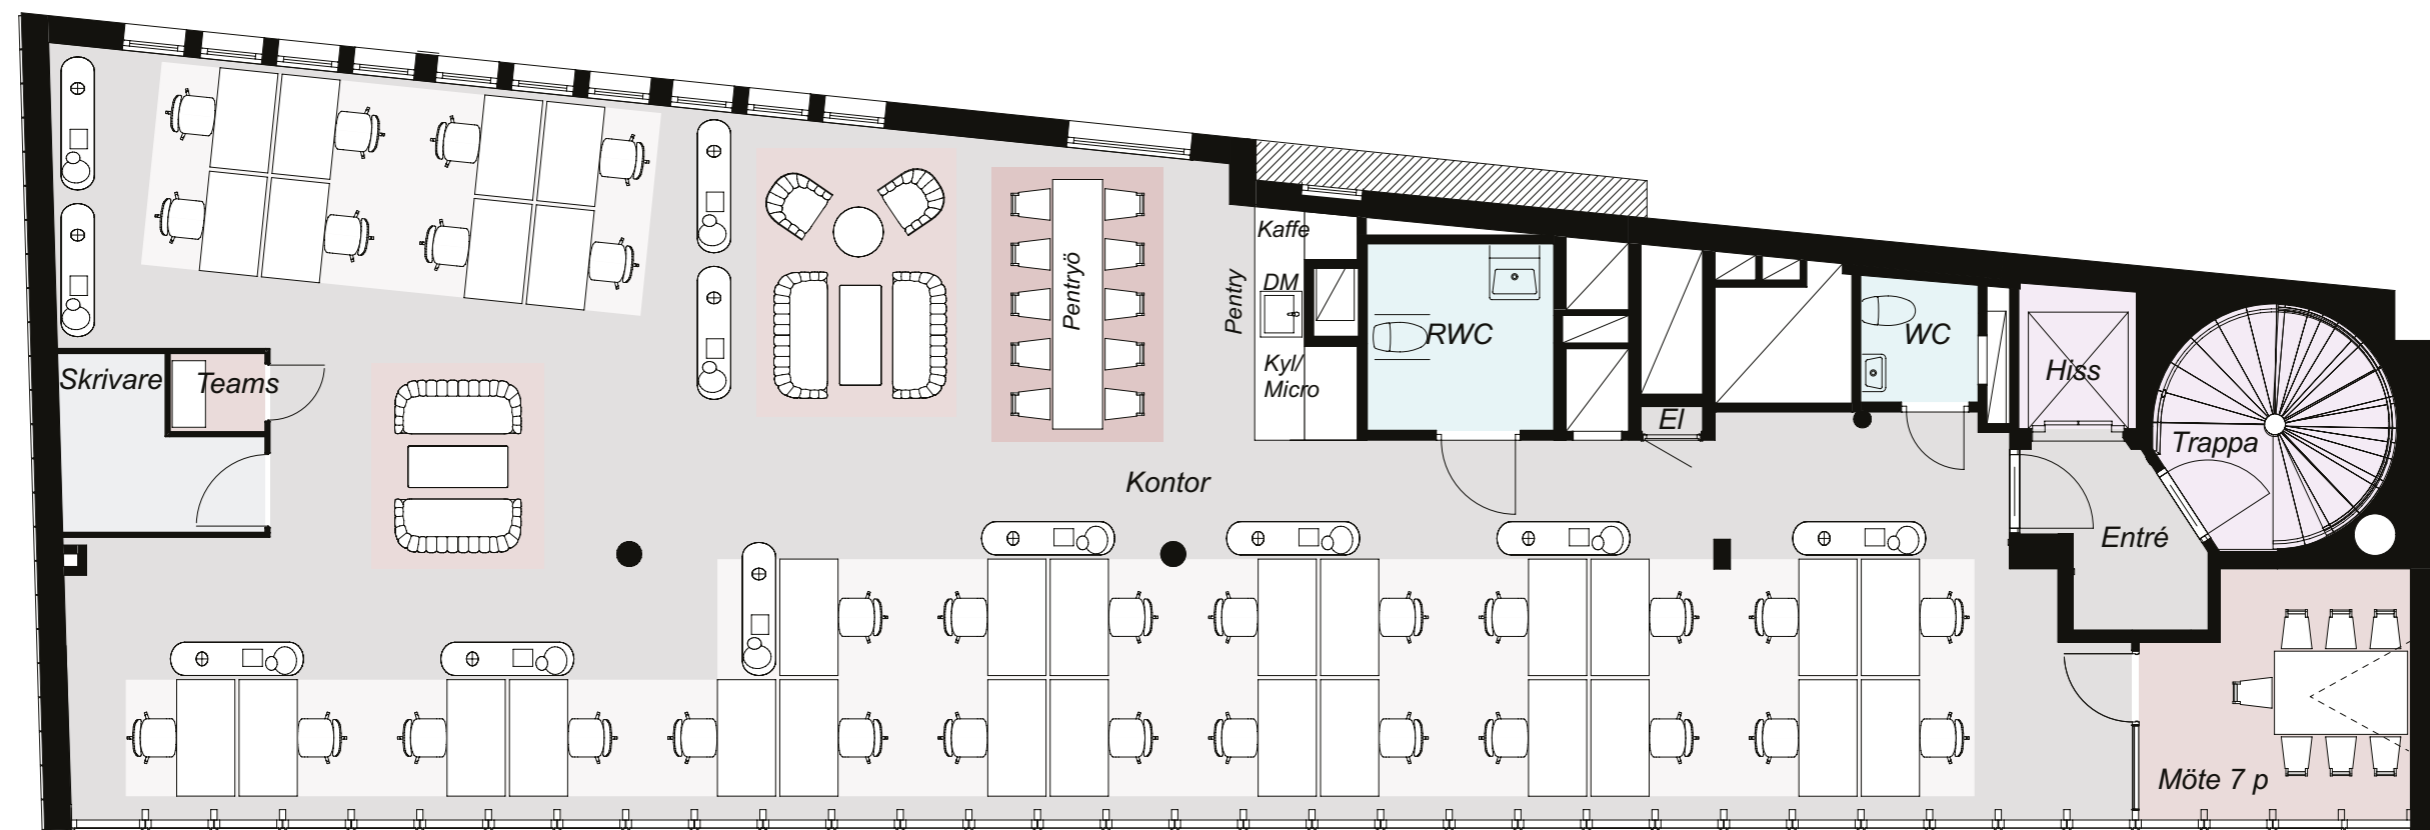 Kaffe
DM
Pentry
Kyl/
Micro
Pentryö
RWC
WC
Hiss
Skrivare
Teams
El
Trappa
Kontor
Entré
Möte 7 p